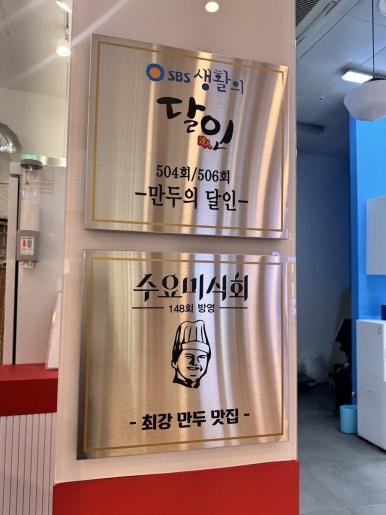 SBS 생활의
달인
504회/506회
-만두의 달인-
수요미식회
148회 방영
- 최강 만두 맛집 -